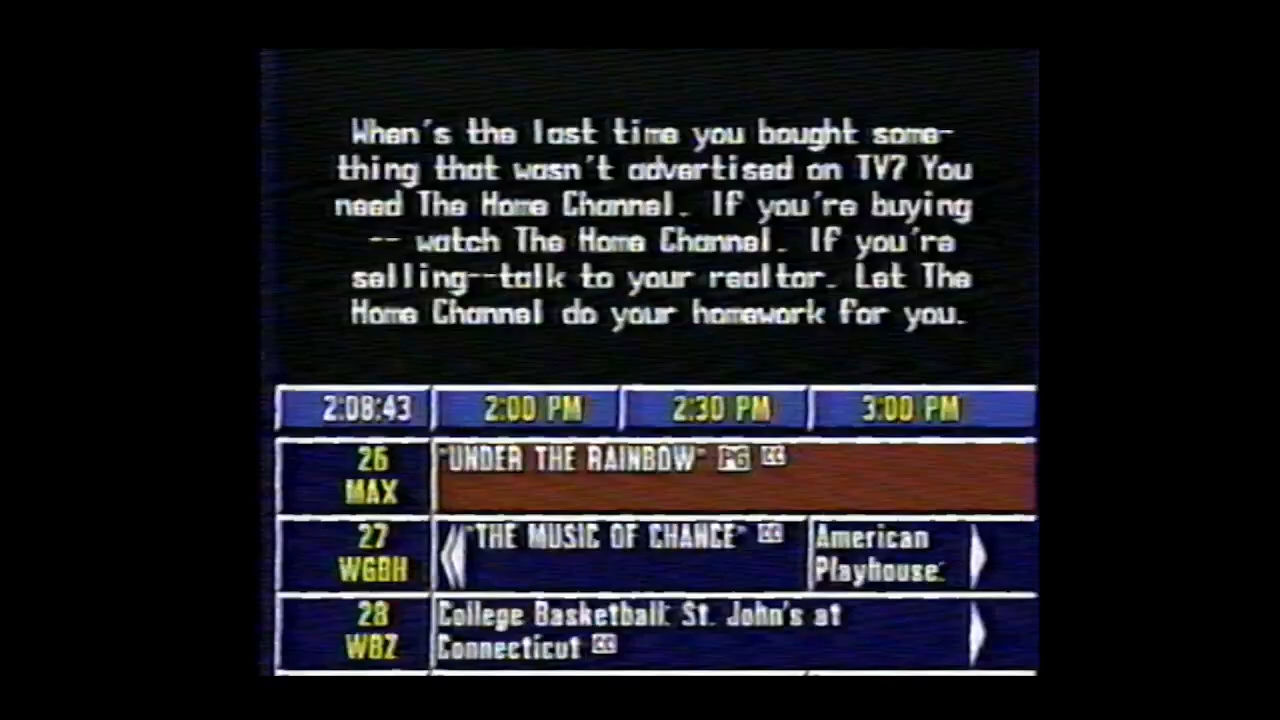 When's the last time you bought some-
thing that wasn't advertised on TV? You
need The Home Channel. If you're buying
-- watch The Home Channel. If you're
selling--talk to your realtor. Let The
Home Channel do your homework for you.
2:08:43 2:00 PM 2:30 PM 3:00 PM
26 "UNDER THE RAINBOW" PG CC
MAX
27 "THE MUSIC OF CHANCE" CC American
WGBH Playhouse:
28 College Basketball: St. John's at
WBZ Connecticut CC